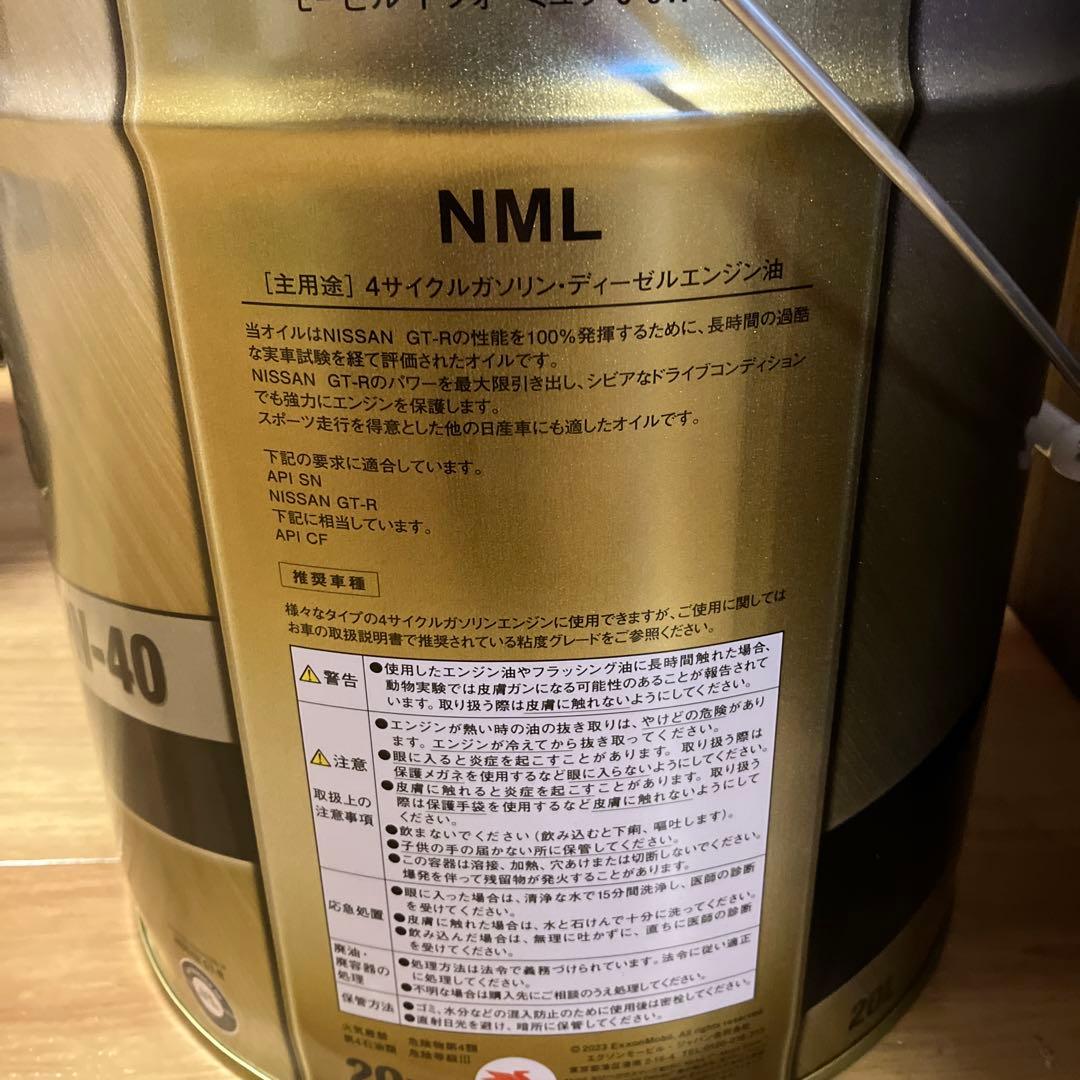 NML
[主用途] 4サイクルガソリン・ディーゼルエンジン油
当オイルはNISSAN GT-Rの性能を100%発揮するために、長時間の過酷
な実車試験を経て評価されたオイルです。
NISSAN GT-Rのパワーを最大限引き出し、シビアなドライブコンディション
でも強力にエンジンを保護します。
スポーツ走行を得意とした他の日産車にも適したオイルです。
下記の要求に適合しています。
API SN
NISSAN GT-R
下記に相当しています。
API CF
推奨車種
様々なタイプの4サイクルガソリンエンジンに使用できますが、ご使用に関しては
お車の取扱説明書で推奨されている粘度グレードをご参照ください。
-40
警告
●使用したエンジン油やフラッシング油に長時間触れた場合、
動物実験では皮膚ガンになる可能性のあることが報告されて
います。取り扱う際は皮膚に触れないようにしてください。
注意
取扱上の
注意事項
●エンジンが熱い時の油の抜き取りは、やけどの危険があり
ます。エンジンが冷えてから抜き取ってください。
●眼に入ると炎症を起こすことがあります。取り扱う際は
保護メガネを使用するなど眼に入らないようにしてください。
●皮膚に触れると炎症を起こすことがあります。取り扱う
際は保護手袋を使用するなど皮膚に触れないようにして
ください。
●飲まないでください(飲み込むと下痢、嘔吐します)。
●子供の手の届かない所に保管してください。
●この容器は溶接、加熱、穴あけまたは切断しないでください。
爆発を伴って残留物が発火することがあります。
応急処置
●眼に入った場合は、清浄な水で15分間洗浄し、医師の診断
を受けてください。
●皮膚に触れた場合は、水と石けんで十分に洗ってください。
●飲み込んだ場合は、無理に吐かずに、直ちに医師の診断
を受けてください。
廃油・
廃容器の
処理
●処理方法は法令で義務づけられています。法令に従い適正
に処理してください。
●不明な場合は購入先にご相談のうえ処理してください。
保管方法
●ゴミ、水分などの混入防止のために使用後は密栓してください。
●直射日光を避け、暗所に保管してください。
火気厳禁 危険物第4類
第4石油類 危険等級III
© 2023 ExxonMobil. All rights reserved
エクソンモービル・ジャパン合同会社
20
20